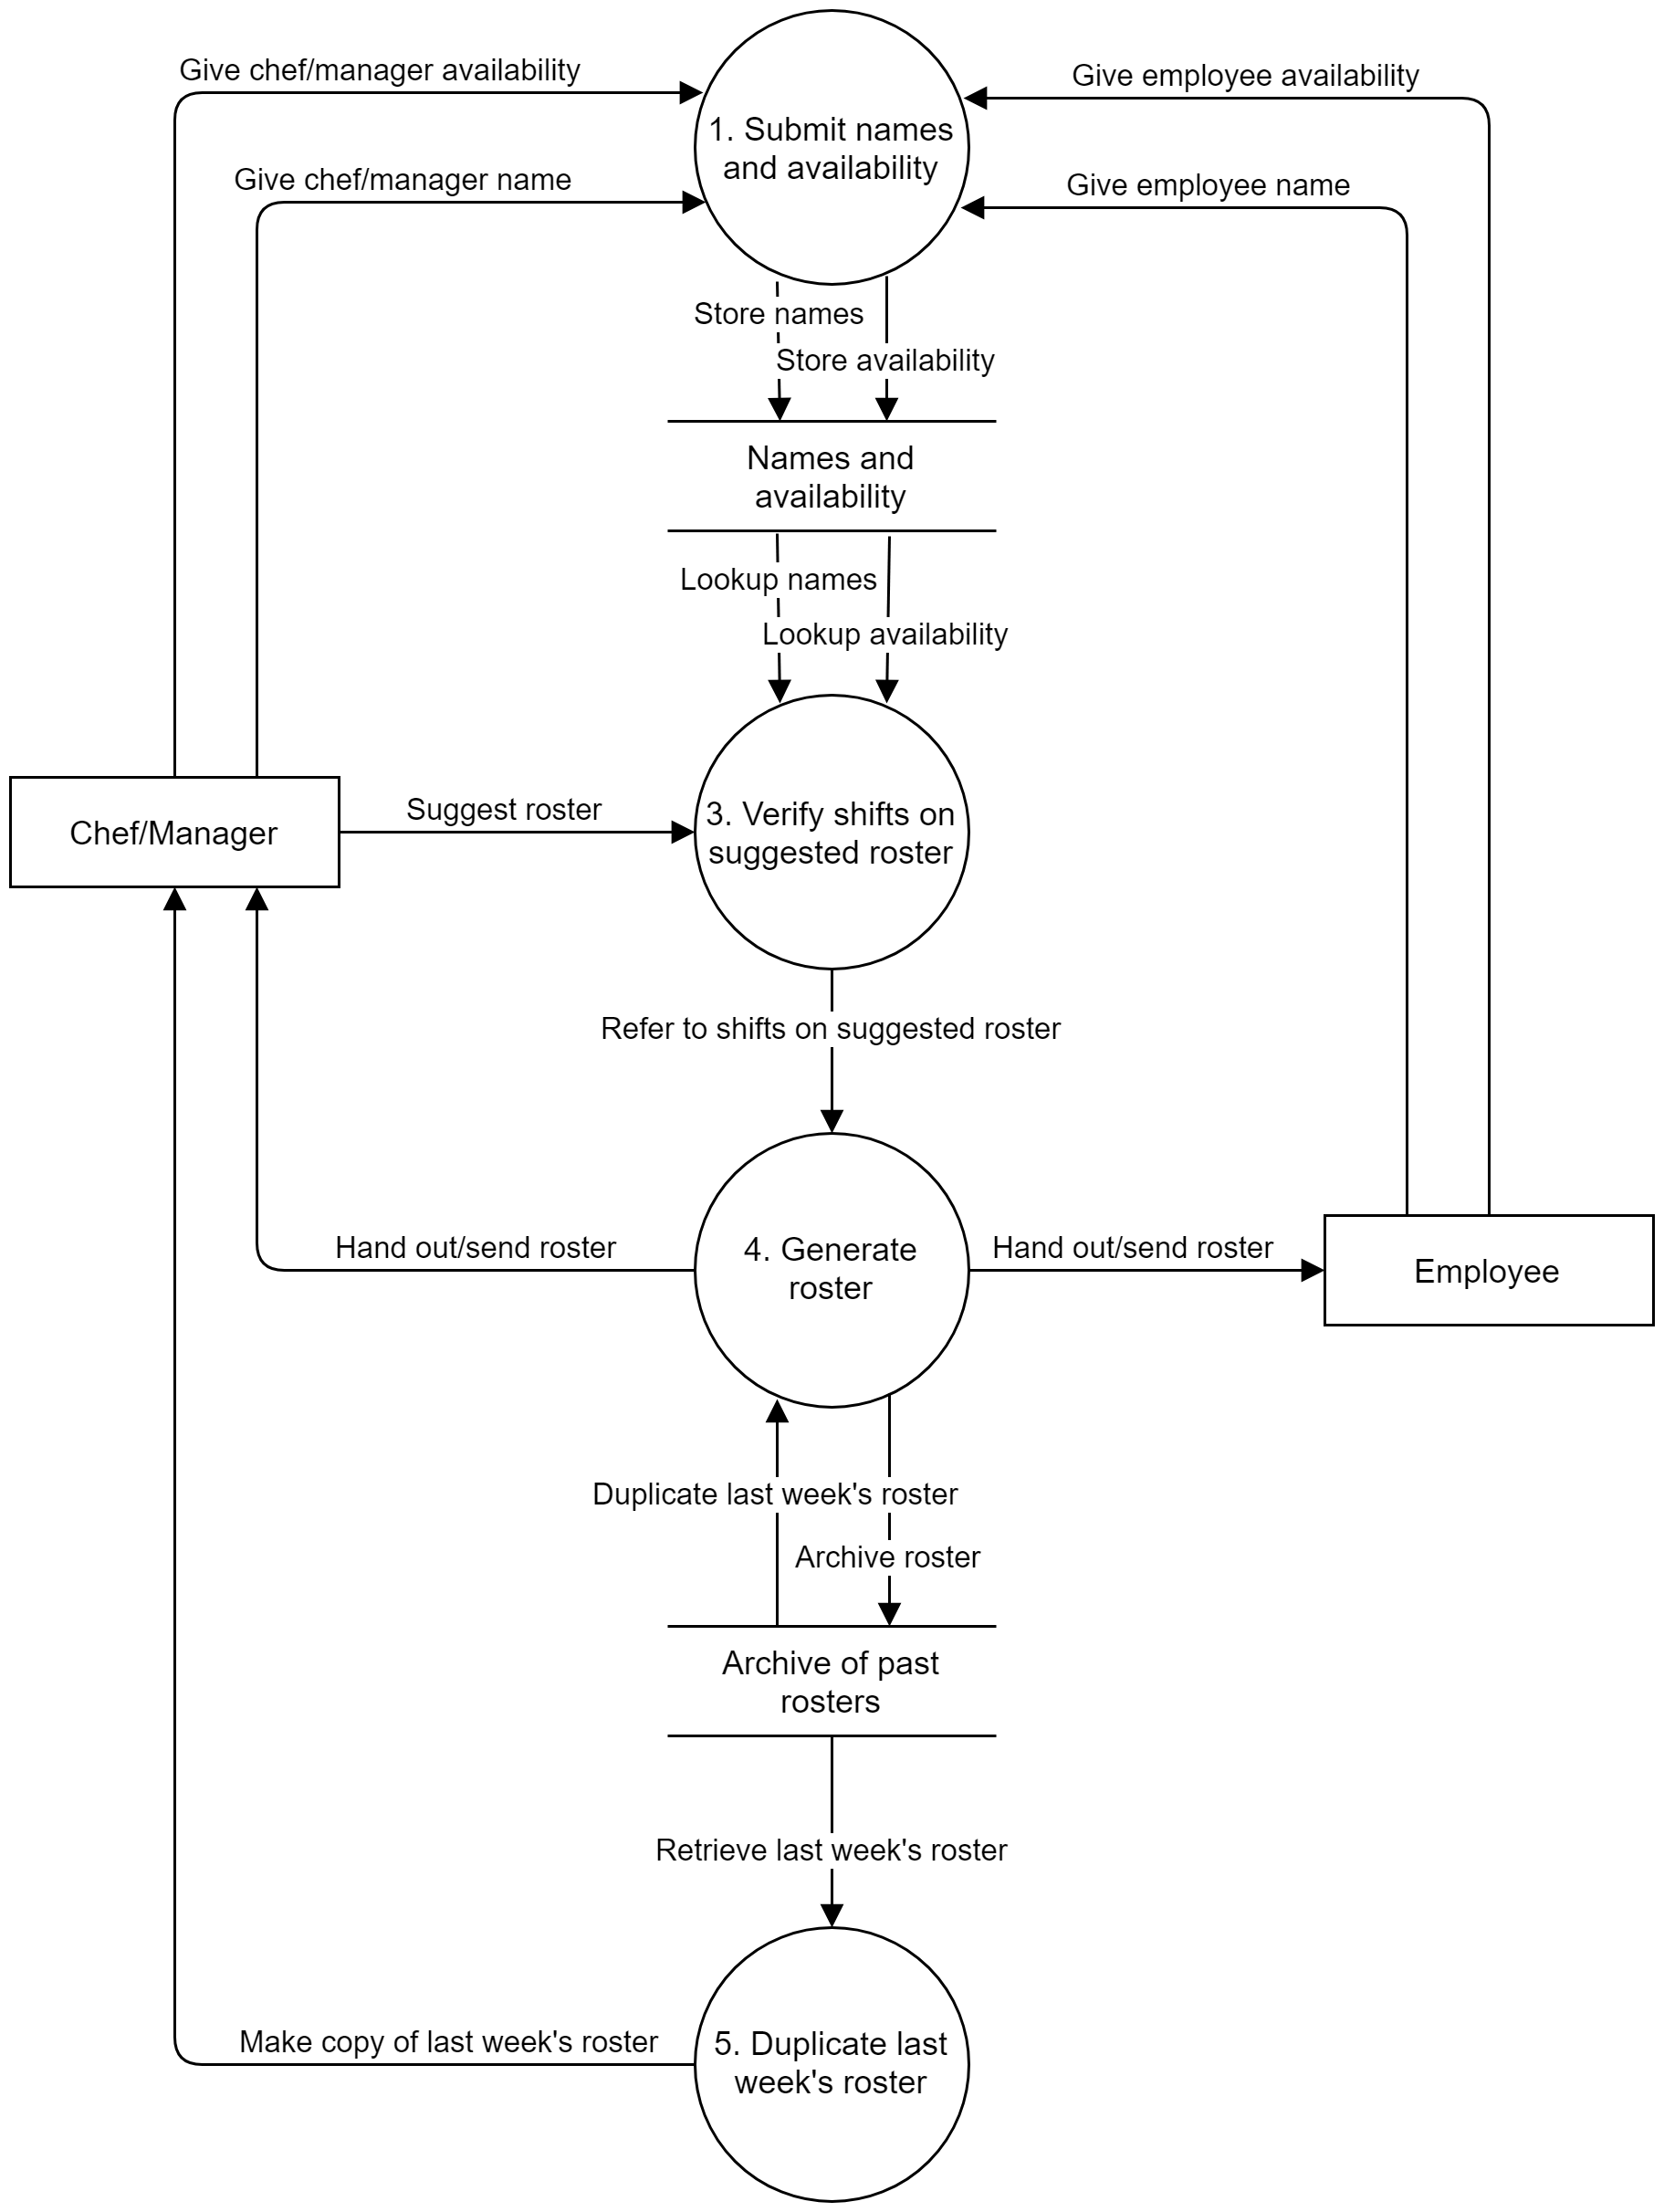 Give chef/manager availability
Give employee availability
1. Submit names
and availability
Give chef/manager name
Give employee name
Store names
Store availability
Names and
availability
Lookup names
Lookup availability
Chef/Manager
Suggest roster
3. Verify shifts on
suggested roster
Refer to shifts on suggested roster
Hand out/send roster
4. Generate
roster
Hand out/send roster
Employee
Duplicate last week's roster
Archive roster
Archive of past
rosters
Retrieve last week's roster
Make copy of last week's roster
5. Duplicate last
week's roster